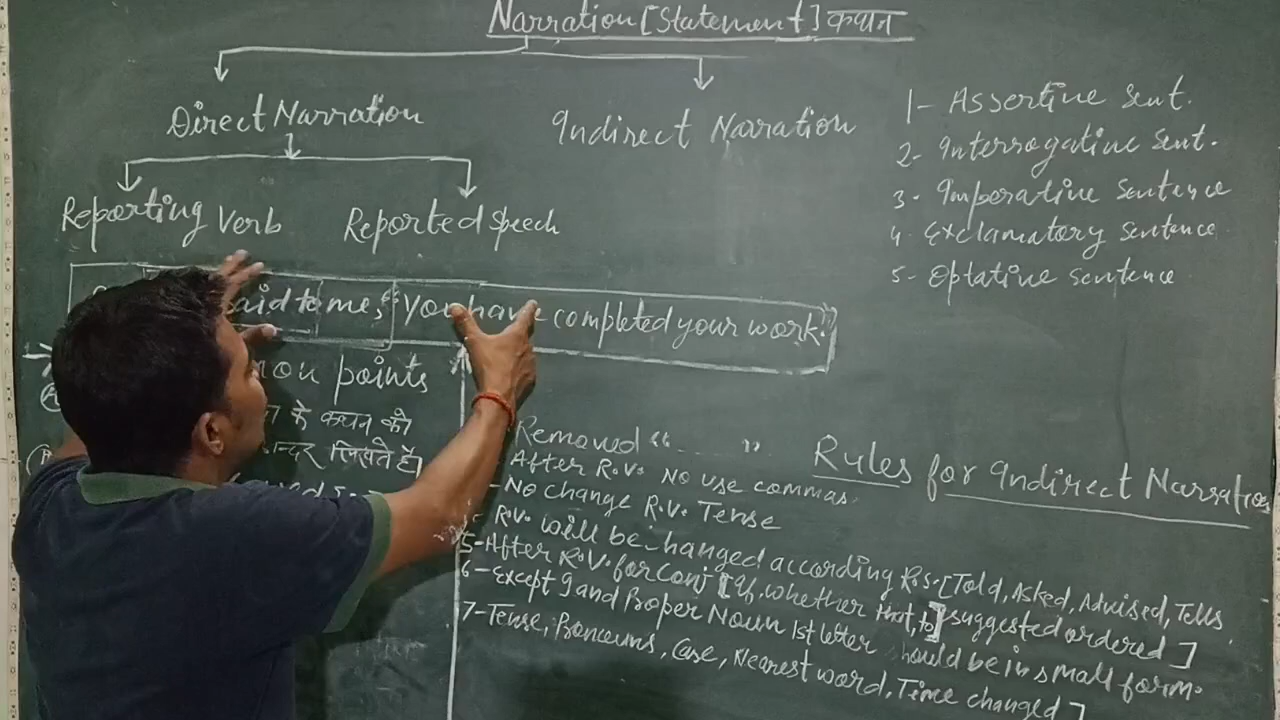 Narration [Statement] कथन
Direct Narration
Indirect Narration
Reporting Verb
Reported Speech
1- Assertive Sent.
2- Interrogative Sent.
3- Imperative Sentence
4 Exclamatory Sentence
5- Optative sentence
said to me, "You have completed your work."
points
के कथन को
लिखते हैं।
Removed " ...... "
After R.V. No use commas.
-No change R.V. Tense
R.V. will be changed according R.S. [Told, Asked, Advised, Tells
suggested ordered]
5-After R.V. for Conj [If, whether that, to]
6-Except I and Proper Noun 1st letter should be in small form.
7-Tense, Pronouns, Case, Nearest word, Time changed]
Rules for Indirect Narration